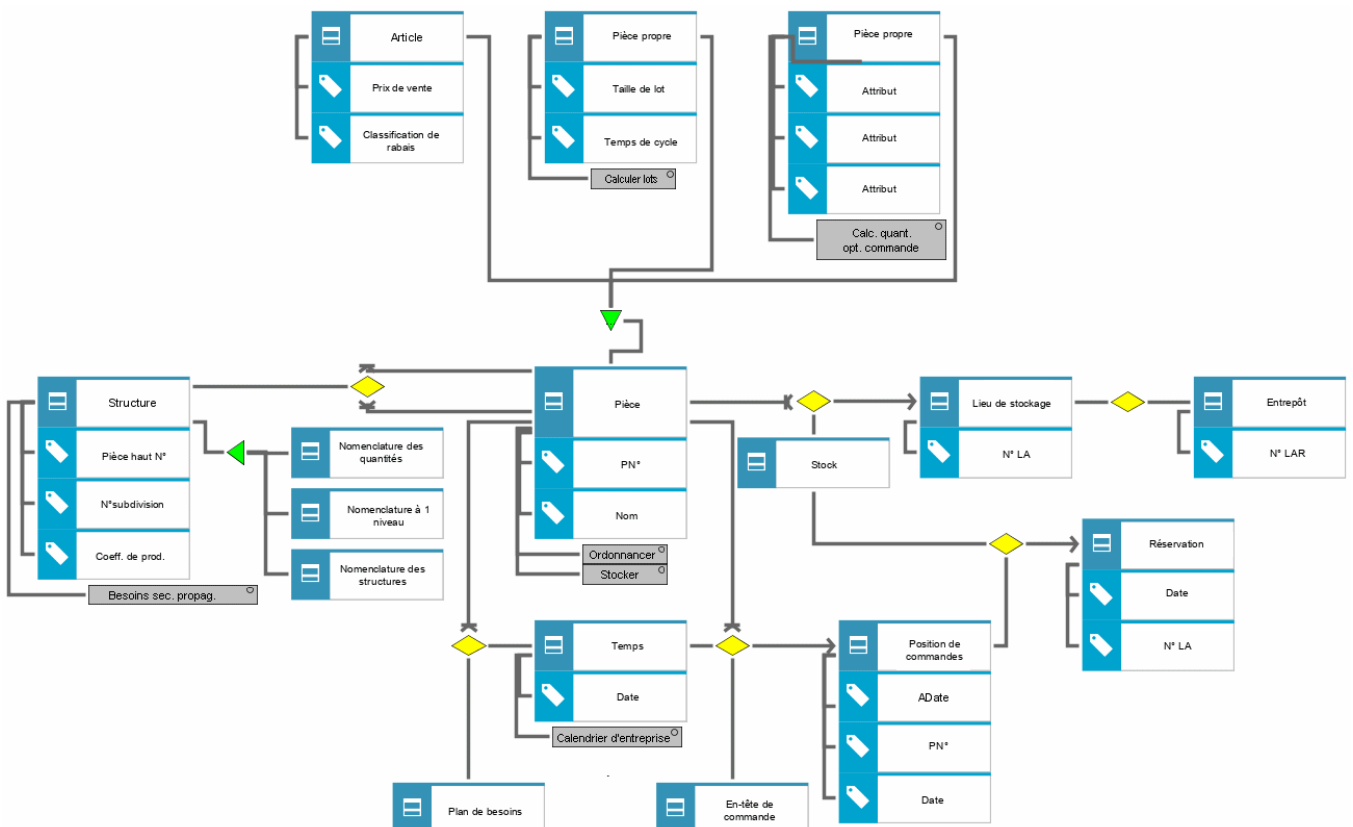 Article
Prix de vente
Classification de
rabais
Pièce propre
Taille de lot
Temps de cycle
Calculer lots
Pièce propre
Attribut
Attribut
Attribut
Calc. quant.
opt. commande
Structure
Pièce haut N°
N°subdivision
Coeff. de prod.
Besoins sec. propag.
Nomenclature des
quantités
Nomenclature à 1
niveau
Nomenclature des
structures
Pièce
PN°
Nom
Ordonnancer
Stocker
Stock
Lieu de stockage
N° LA
Entrepôt
N° LAR
Réservation
Date
N° LA
Temps
Date
Calendrier d'entreprise
Position de
commandes
ADate
PN°
Date
Plan de besoins
En-tête de
commande